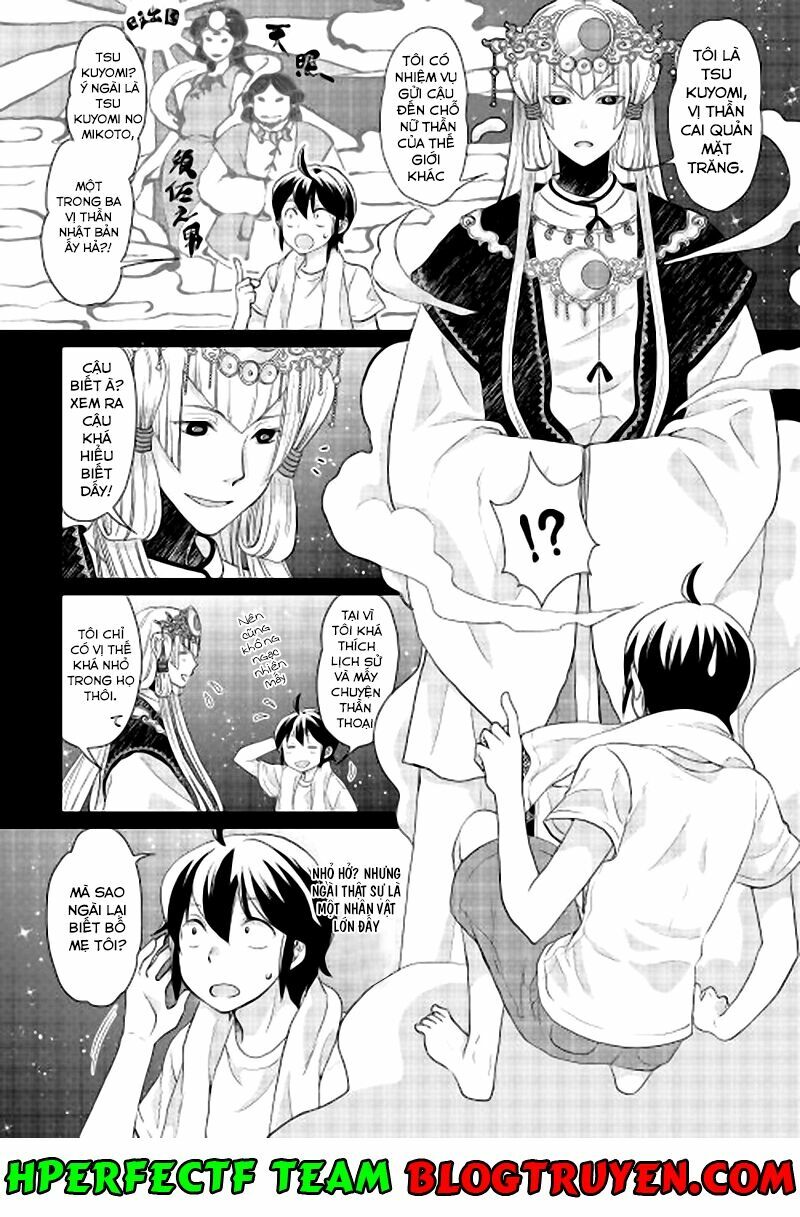 TÔI LÀ
TSU
KUYOMI,
VỊ THẦN
CAI QUẢN
MẶT
TRĂNG.
TÔI CÓ
NHIỆM VỤ
GỬI CẬU
ĐẾN CHỖ
NỮ THẦN
CỦA THẾ
GIỚI
KHÁC
!?
TSU
KUYOMI?
Ý NGÀI LÀ
TSU
KUYOMI NO
MIKOTO,
MỘT
TRONG BA
VỊ THẦN
NHẬT BẢN
ẤY HẢ?!
天照
CẬU
BIẾT À?
XEM RA
CẬU
KHÁ
HIỂU
BIẾT
DẤY!
TẠI VÌ
TÔI KHÁ
THÍCH
LỊCH SỬ
VÀ MẤY
CHUYỆN
THẦN
THOẠI
Nên
cũng
không
ngạc
nhiên
mấy
TÔI CHỈ
CÓ VỊ THẾ
KHÁ NHỎ
TRONG HỌ
THÔI.
NHỎ HỞ? NHƯNG
NGÀI THẬT SỰ LÀ
MỘT NHÂN VẬT
LỚN ĐẤY
MÀ SAO
NGÀI LẠI
BIẾT BỐ
MẸ TÔI?
HPERFECTF TEAM BLOGTRUYEN.COM